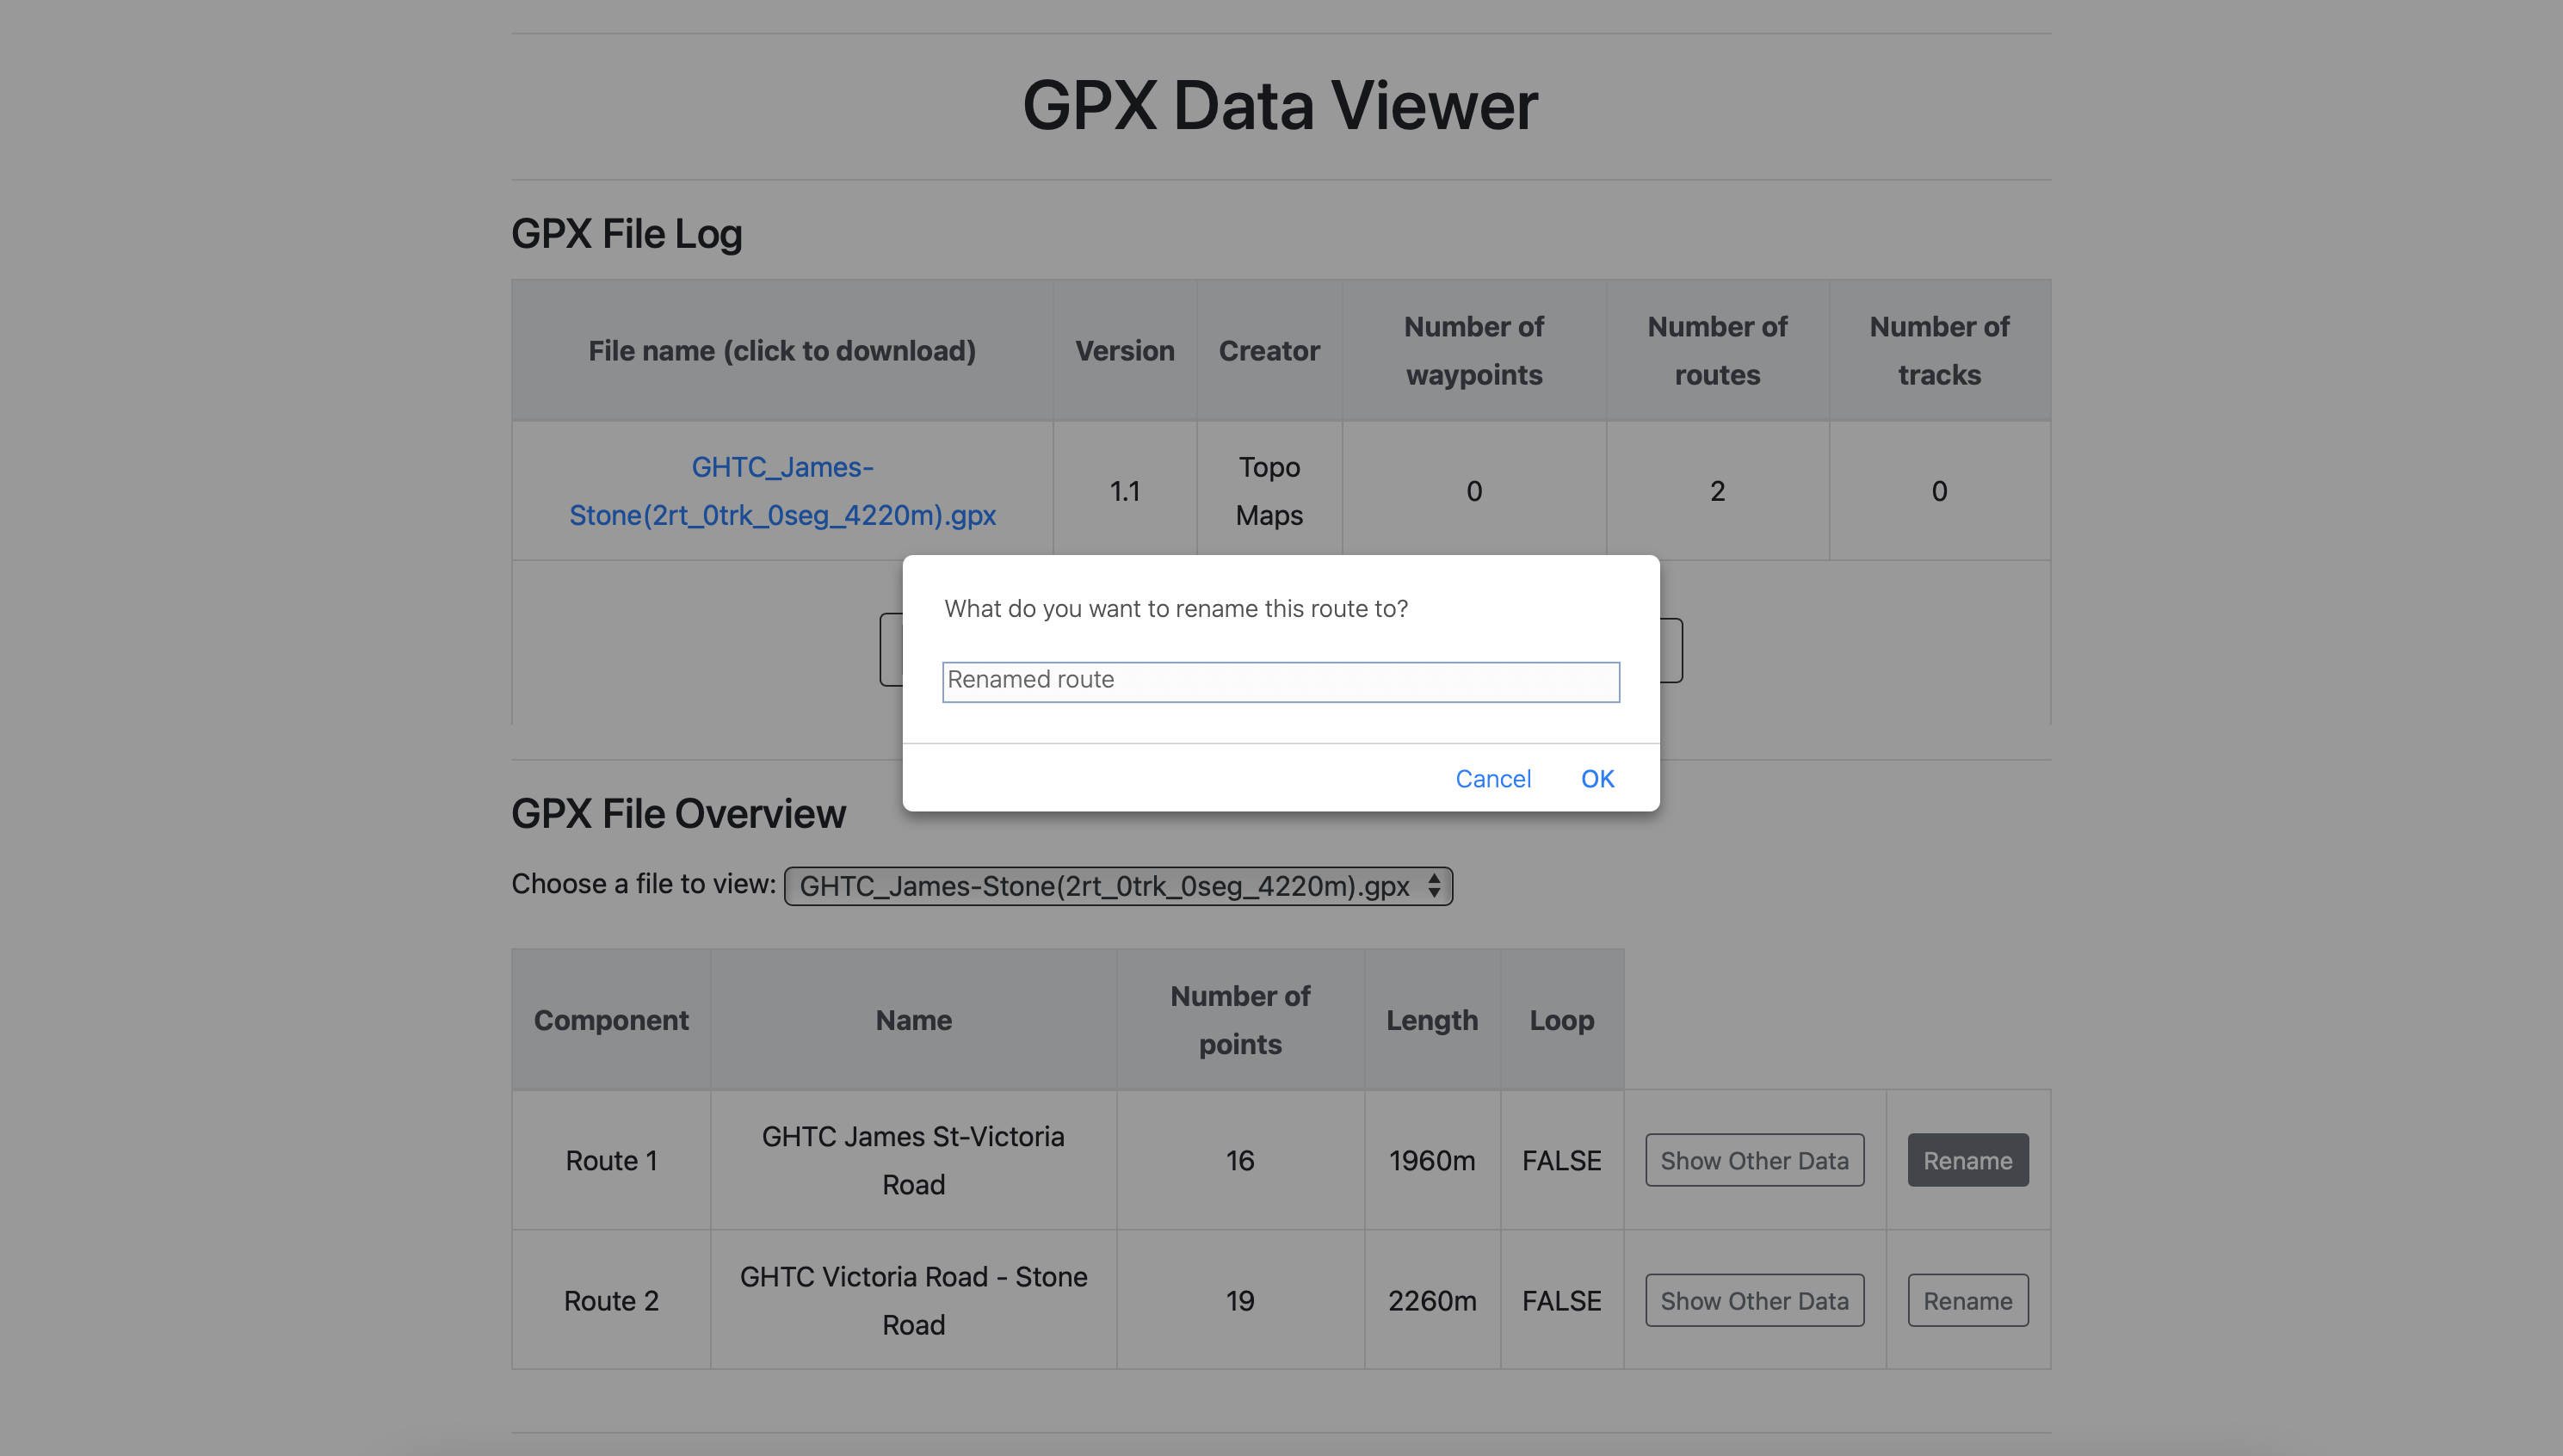 GPX Data Viewer
GPX File Log
File name (click to download)
Version
Creator
Number of
waypoints
Number of
routes
Number of
tracks
GHTC_James-
Stone(2rt_0trk_0seg_4220m).gpx
1.1
Topo
Maps
0
2
0
What do you want to rename this route to?
Renamed route
Cancel
OK
GPX File Overview
Choose a file to view: GHTC_James-Stone(2rt_0trk_0seg_4220m).gpx
Component
Name
Number of
points
Length
Loop
Route 1
GHTC James St-Victoria
Road
16
1960m
FALSE
Show Other Data
Rename
Route 2
GHTC Victoria Road - Stone
Road
19
2260m
FALSE
Show Other Data
Rename